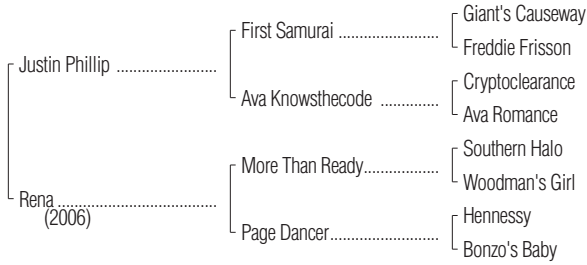 Giant's Causeway
First Samurai ....................
Freddie Frisson
Justin Phillip ....................
Cryptoclearance
Ava Knowsthecode ............
Ava Romance
Southern Halo
More Than Ready...............
Woodman's Girl
Rena ................................
(2006)
Hennessy
Page Dancer......................
Bonzo's Baby